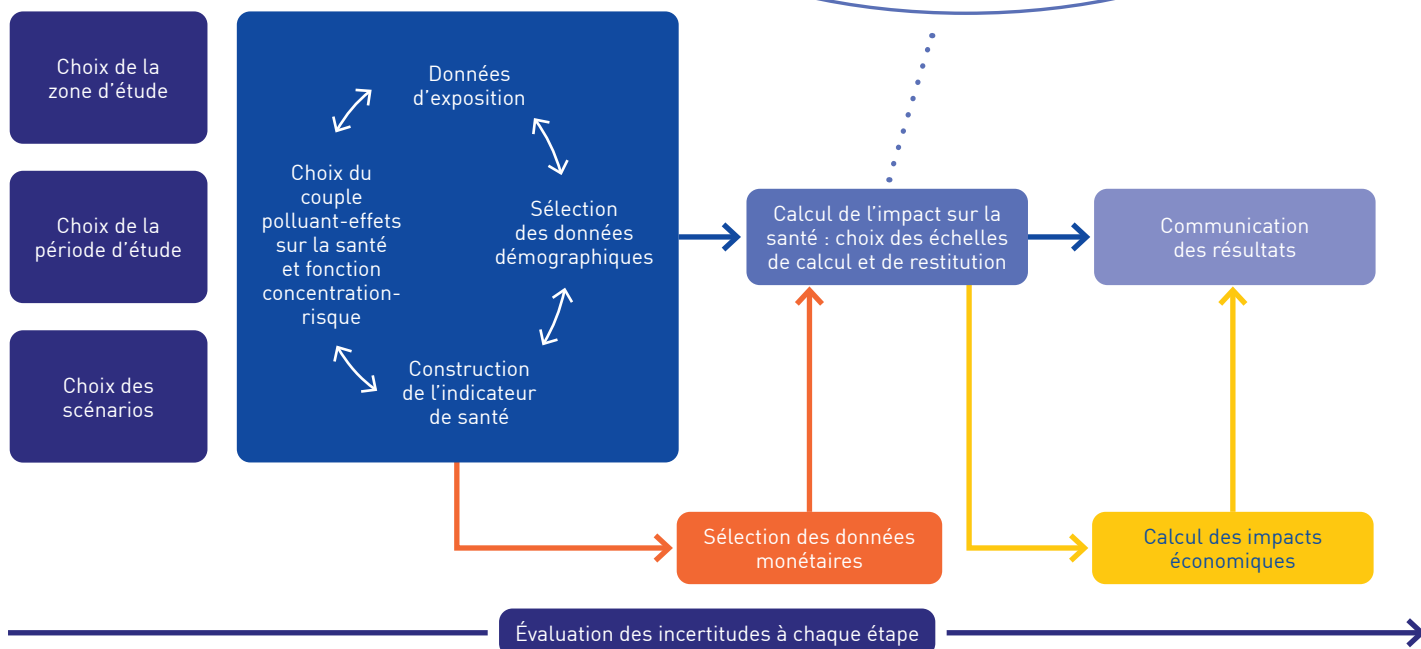 Choix de la
zone d'étude
Choix de la
période d'étude
Choix des
scénarios
Données
d'exposition
Choix du
couple
polluant-effets
sur la santé
et fonction
concentration-
risque
Sélection
des données
démographiques
Construction
de l'indicateur
de santé
Calcul de l'impact sur la
santé : choix des échelles
de calcul et de restitution
Communication
des résultats
Sélection des données
monétaires
Calcul des impacts
économiques
Évaluation des incertitudes à chaque étape